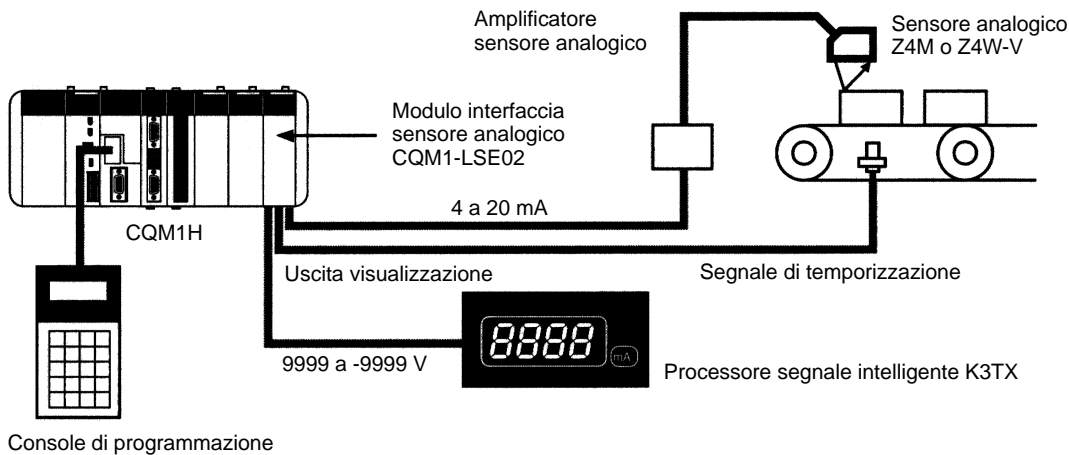 Amplificatore
sensore analogico
Sensore analogico
Z4M o Z4W-V
Modulo interfaccia
sensore analogico
CQM1-LSE02
4 a 20 mA
CQM1H
Uscita visualizzazione
Segnale di temporizzazione
8888
mA
9999 a -9999 V
Processore segnale intelligente K3TX
Console di programmazione